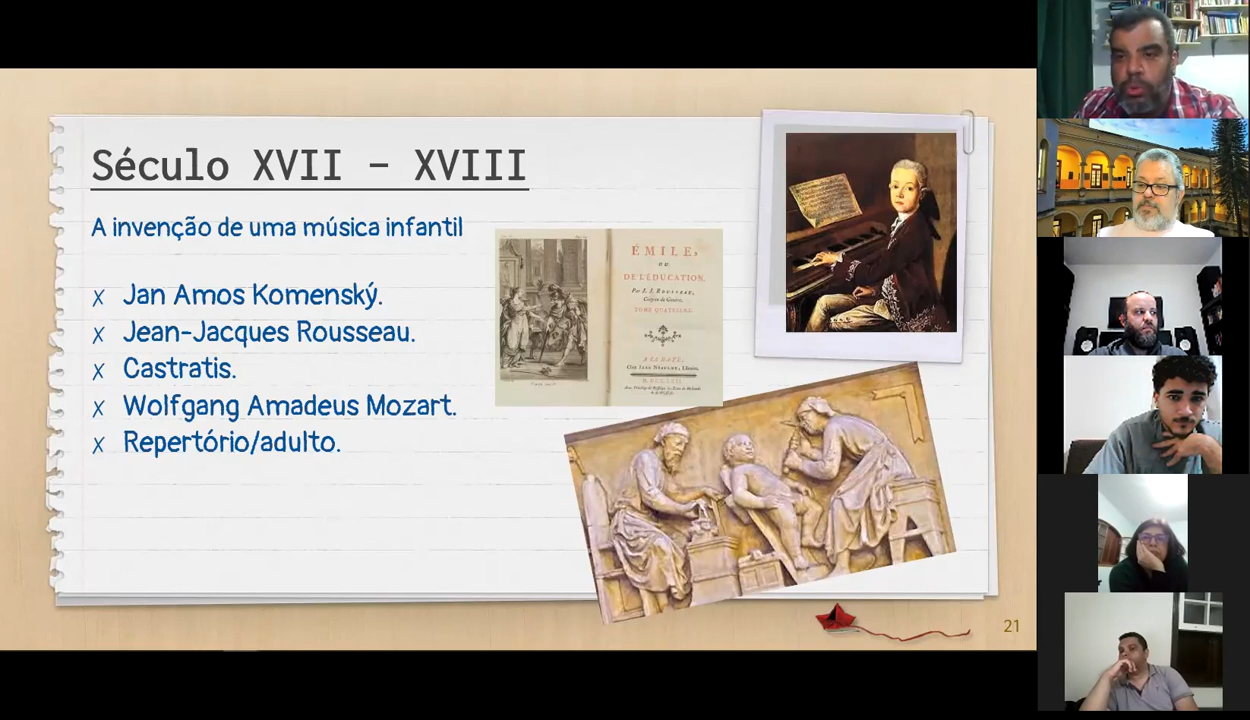 Século XVII – XVIII
A invenção de uma música infantil
x Jan Amos Komenský.
x Jean-Jacques Rousseau.
x Castratis.
x Wolfgang Amadeus Mozart.
x Repertório/adulto.
ÉMILE,
OU
DE L'ÉDUCATION.
Par J. J. ROUSSEAU,
Citoyen de Genève.
TOME QUATRIEME.
A LA HAYE,
Chez JEAN NÉAULME, Libraire.
21